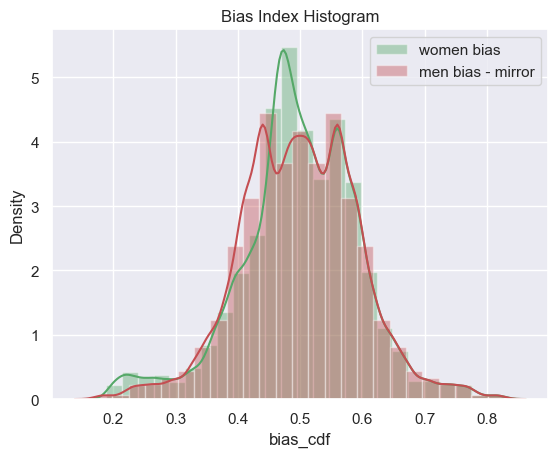 Bias Index Histogram
women bias
men bias - mirror
Density
5
4
3
2
1
0
0.2 0.3 0.4 0.5 0.6 0.7 0.8
bias_cdf